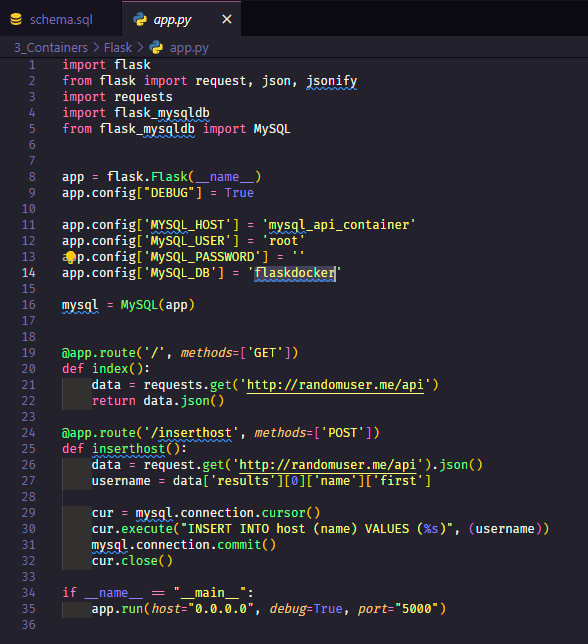 schema.sql
app.py
3_Containers > Flask > app.py
1 import flask
2 from flask import request, json, jsonify
3 import requests
4 import flask_mysqldb
5 from flask_mysqldb import MySQL
6
7
8 app = flask.Flask(__name__)
9 app.config["DEBUG"] = True
10
11 app.config['MYSQL_HOST'] = 'mysql_api_container'
12 app.config['MySQL_USER'] = 'root'
13 app.config['MySQL_PASSWORD'] = ''
14 app.config['MySQL_DB'] = 'flaskdocker'
15
16 mysql = MySQL(app)
17
18
19 @app.route('/', methods=['GET'])
20 def index():
21     data = requests.get('http://randomuser.me/api')
22     return data.json()
23
24 @app.route('/inserthost', methods=['POST'])
25 def inserthost():
26     data = request.get('http://randomuser.me/api').json()
27     username = data['results'][0]['name']['first']
28
29     cur = mysql.connection.cursor()
30     cur.execute("INSERT INTO host (name) VALUES (%s)", (username))
31     mysql.connection.commit()
32     cur.close()
33
34 if __name__ == "__main__":
35     app.run(host="0.0.0.0", debug=True, port="5000")
36